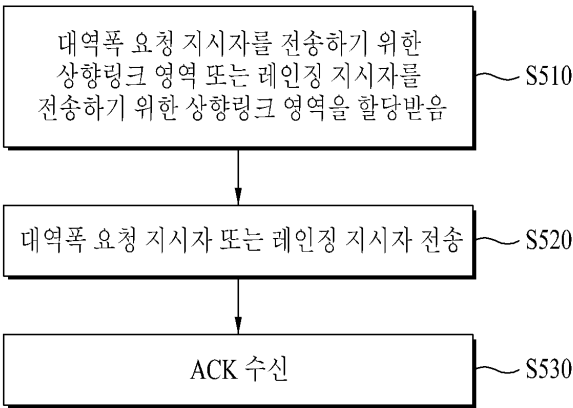 대역폭 요청 지시자를 전송하기 위한
상향링크 영역 또는 레인징 지시자를
전송하기 위한 상향링크 영역을 할당받음
S510
대역폭 요청 지시자 또는 레인징 지시자 전송
S520
ACK 수신
S530